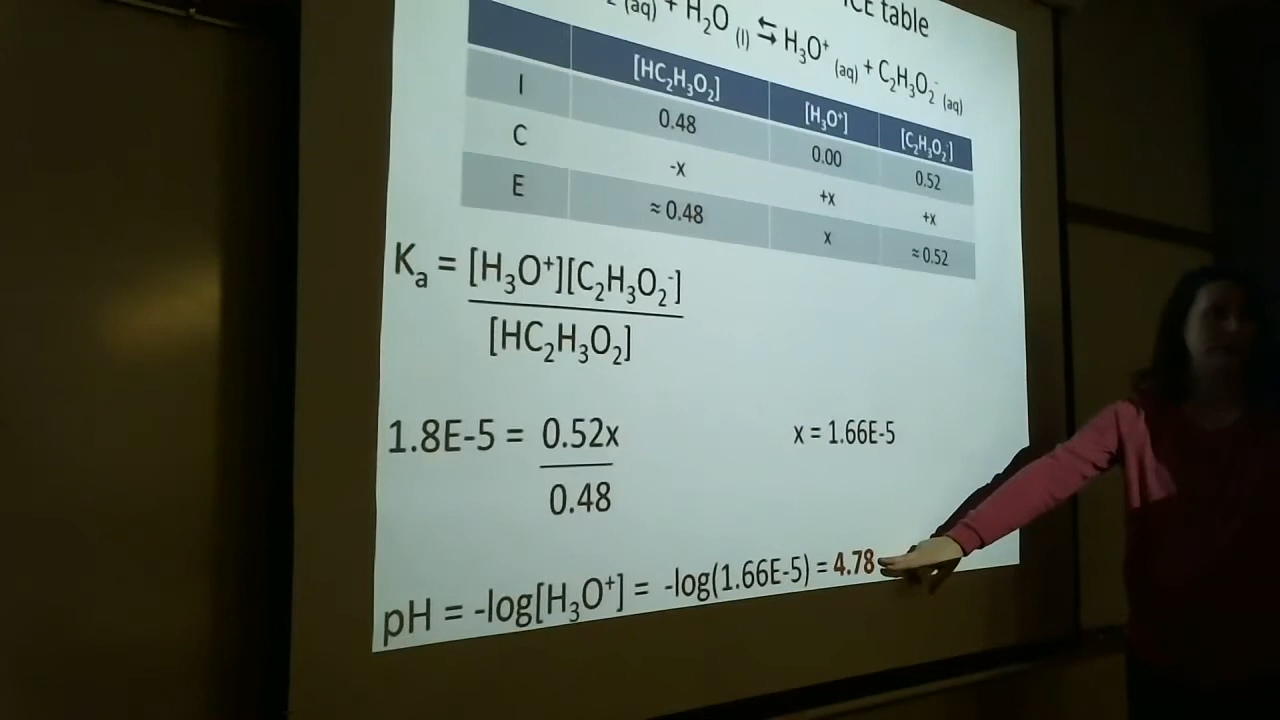 ICE table
2 (aq) + H2O (l) ⇆ H3O+ (aq) + C2H3O2- (aq)
[HC2H3O2] [H3O+] [C2H3O2-]
I 0.48 0.00 0.52
C -x +x +x
E ≈ 0.48 x ≈ 0.52
Ka = [H3O+][C2H3O2-]
[HC2H3O2]
1.8E-5 = 0.52x
0.48
x = 1.66E-5
pH = -log[H3O+] = -log(1.66E-5) = 4.78